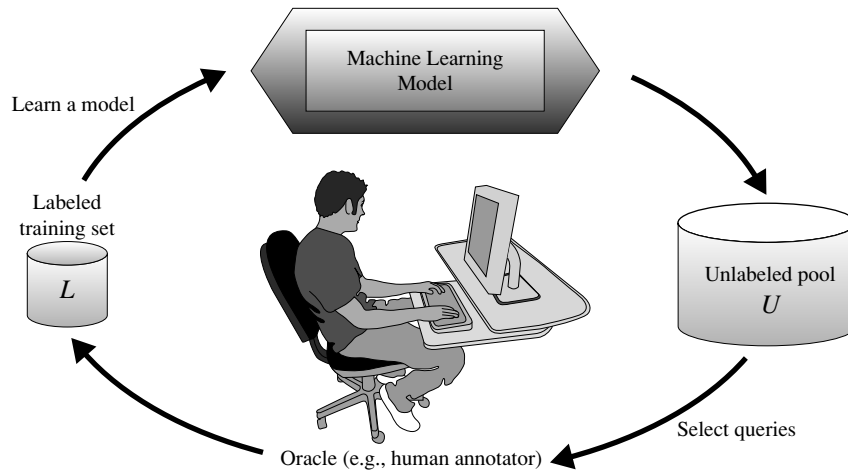 Machine Learning
Model
Learn a model
Labeled
training set
L
Unlabeled pool
U
Select queries
Oracle (e.g., human annotator)